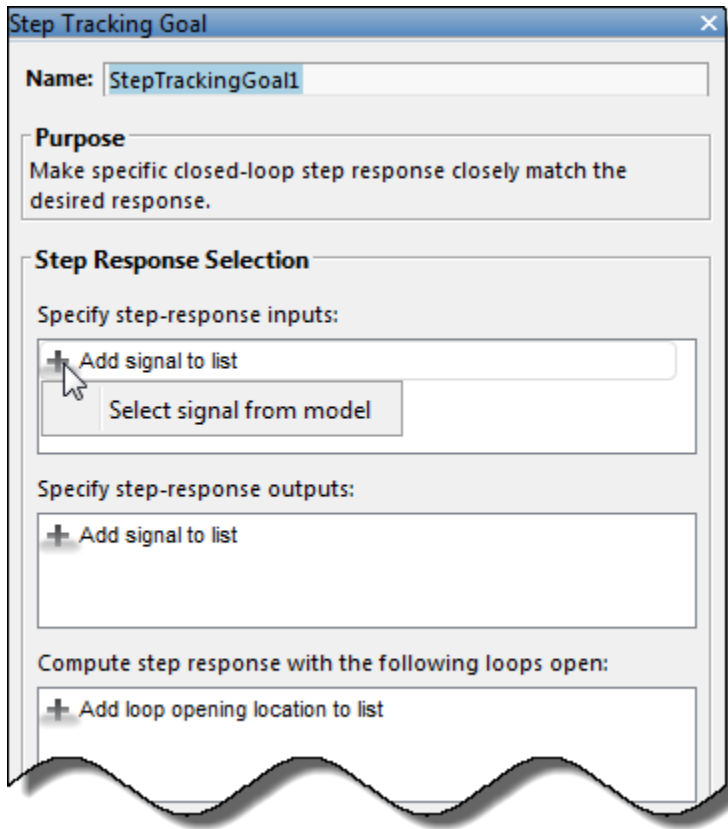 Step Tracking Goal
Name: StepTrackingGoal1
Purpose
Make specific closed-loop step response closely match the
desired response.
Step Response Selection
Specify step-response inputs:
Add signal to list
Select signal from model
Specify step-response outputs:
Add signal to list
Compute step response with the following loops open:
Add loop opening location to list